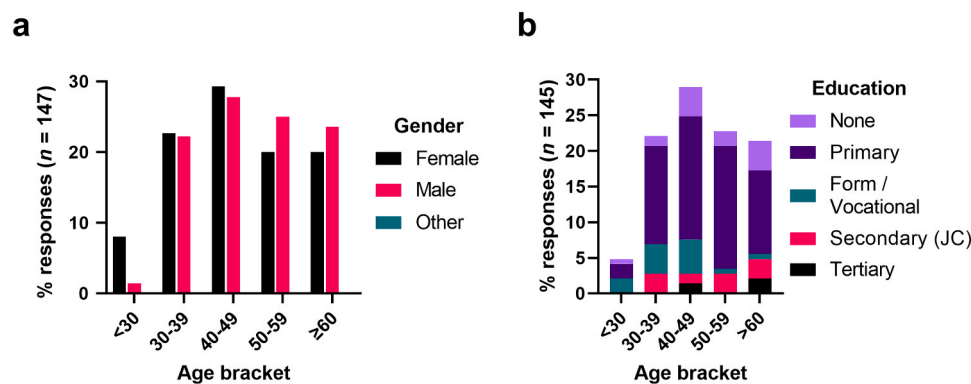 a
% responses (n = 147)
30
20
10
0
<30
30-39
40-49
50-59
≥60
Age bracket
Gender
Female
Male
Other
b
% responses (n = 145)
30
25
20
15
10
5
0
<30
30-39
40-49
50-59
>60
Age bracket
Education
None
Primary
Form /
Vocational
Secondary (JC)
Tertiary